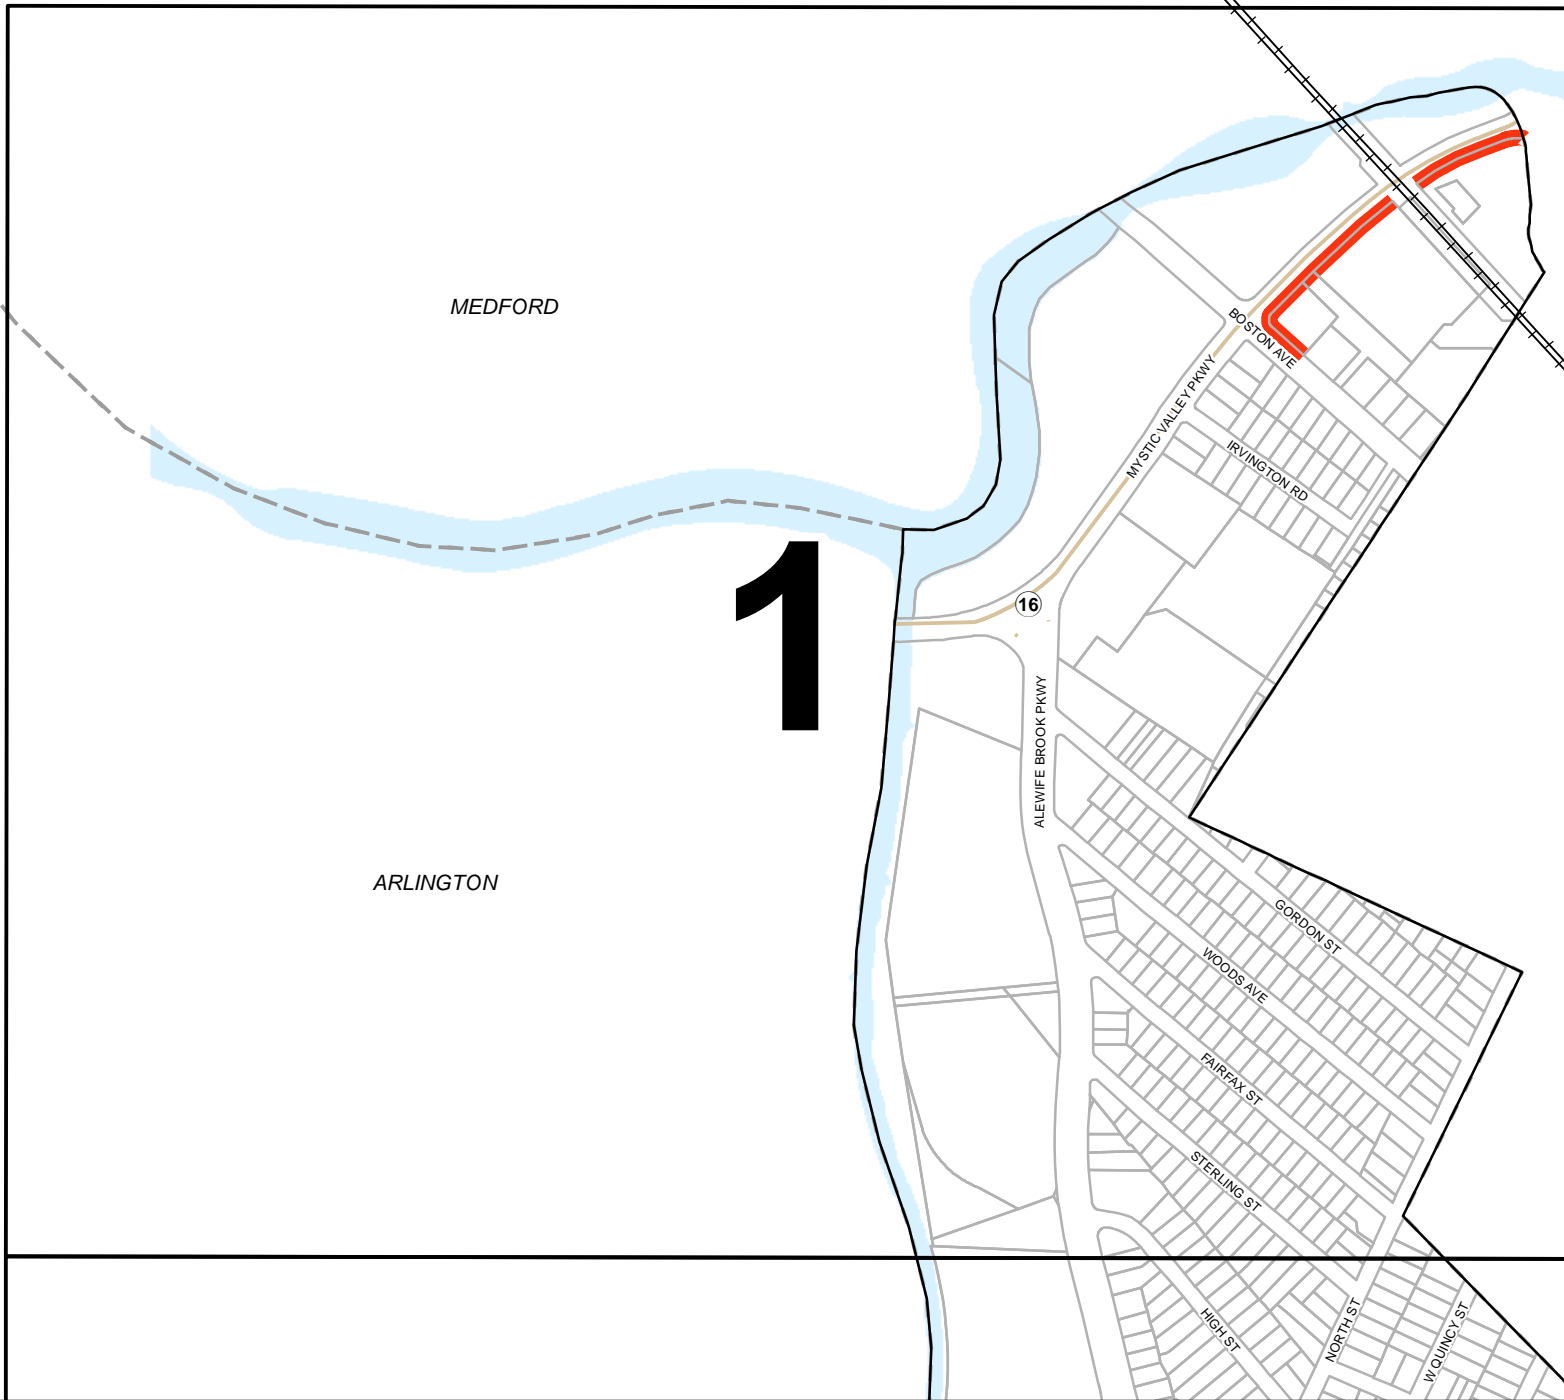 MEDFORD
BOSTON AVE
MYSTIC VALLEY PKWY
IRVINGTON RD
1
16
ALEWIFE BROOK PKWY
ARLINGTON
GORDON ST
WOODS AVE
FAIRFAX ST
STERLING ST
HIGH ST
NORTH ST
W QUINCY ST